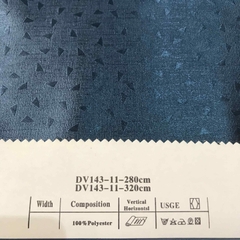 DV143-11-280cm
DV143-11-320cm
Width Composition Vertical Horizontal USGE
100%Polyester